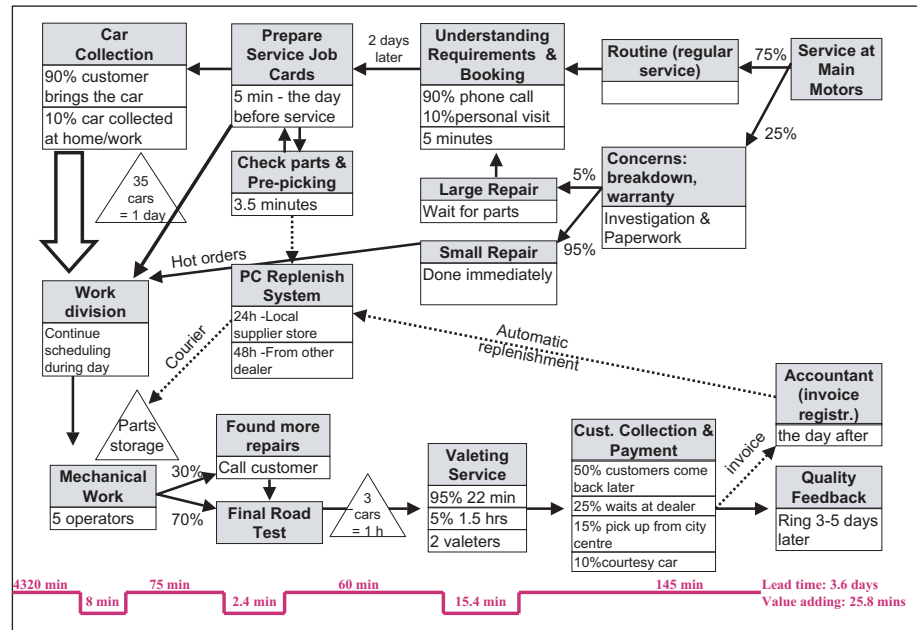 Car
Collection
90% customer
brings the car
10% car collected
at home/work
Prepare
Service Job
Cards
5 min - the day
before service
2 days
later
Understanding
Requirements &
Booking
90% phone call
10%personal visit
5 minutes
Routine (regular
service)
75%
Service at
Main
Motors
25%
Check parts &
Pre-picking
3.5 minutes
35
cars
= 1 day
Large Repair
Wait for parts
5%
Concerns:
breakdown,
warranty
Investigation &
Paperwork
95%
Small Repair
Done immediately
Hot orders
Work
division
Continue
scheduling
during day
PC Replenish
System
24h -Local
supplier store
48h -From other
dealer
Courier
Automatic
replenishment
Parts
storage
Accountant
(invoice
registr.)
the day after
invoice
Mechanical
Work
5 operators
30%
70%
Found more
repairs
Call customer
Final Road
Test
3
cars
= 1 h
Valeting
Service
95% 22 min
5% 1.5 hrs
2 valeters
Cust. Collection &
Payment
50% customers come
back later
25% waits at dealer
15% pick up from city
centre
10%courtesy car
Quality
Feedback
Ring 3-5 days
later
4320 min
8 min
75 min
2.4 min
60 min
15.4 min
145 min
Lead time: 3.6 days
Value adding: 25.8 mins